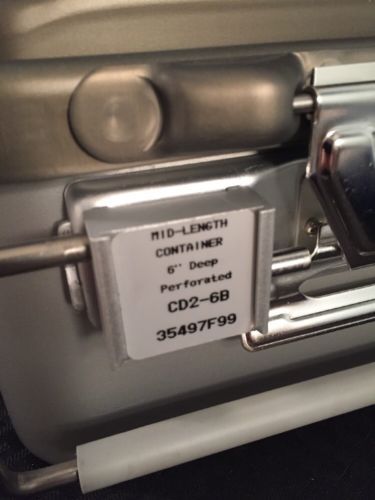 MID-LENGTH
CONTAINER
6" Deep
Perforated
CD2-6B
35497F99